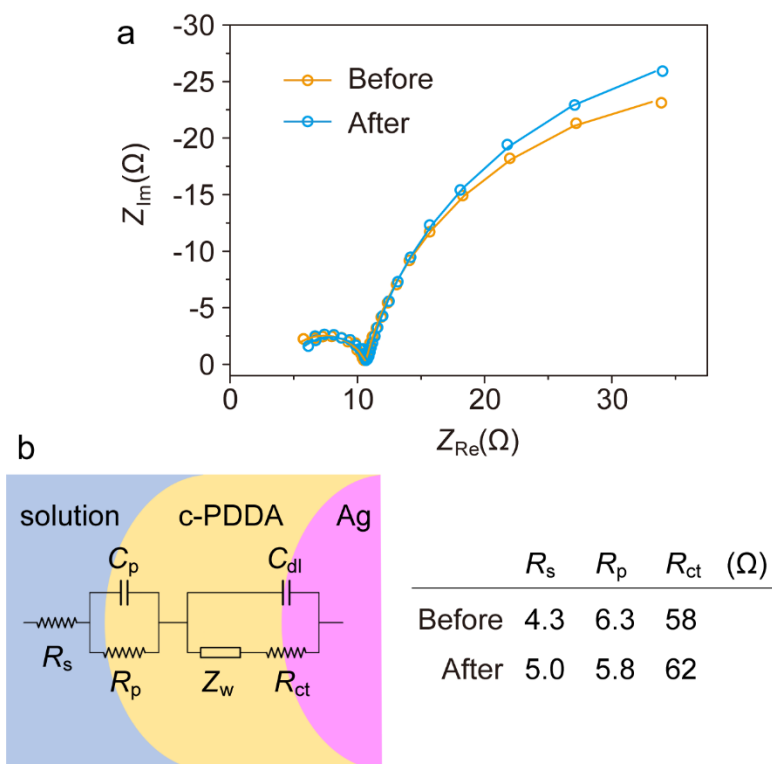 a
-30
-25
-20
-15
-10
-5
0
Z_Im(Ω)
Before
After
0 10 20 30
Z_Re(Ω)
b
solution c-PDDA Ag
C_p C_dl
R_s R_p Z_w R_ct
R_s R_p R_ct (Ω)
Before 4.3 6.3 58
After 5.0 5.8 62